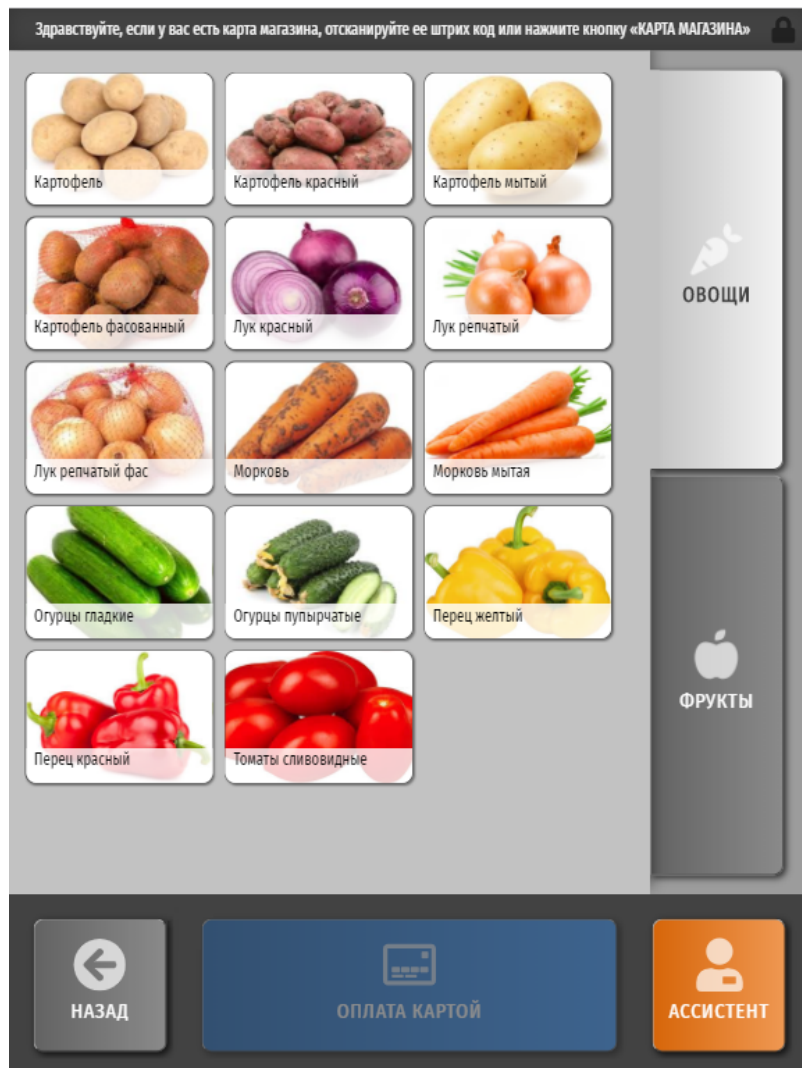 Здравствуйте, если у вас есть карта магазина, отсканируйте ее штрих код или нажмите кнопку «КАРТА МАГАЗИНА»
Картофель
Картофель красный
Картофель мытый
Картофель фасованный
Лук красный
Лук репчатый
Лук репчатый фас
Морковь
Морковь мытая
Огурцы гладкие
Огурцы пупырчатые
Перец желтый
Перец красный
Томаты сливовидные
ОВОЩИ
ФРУКТЫ
НАЗАД
ОПЛАТА КАРТОЙ
АССИСТЕНТ